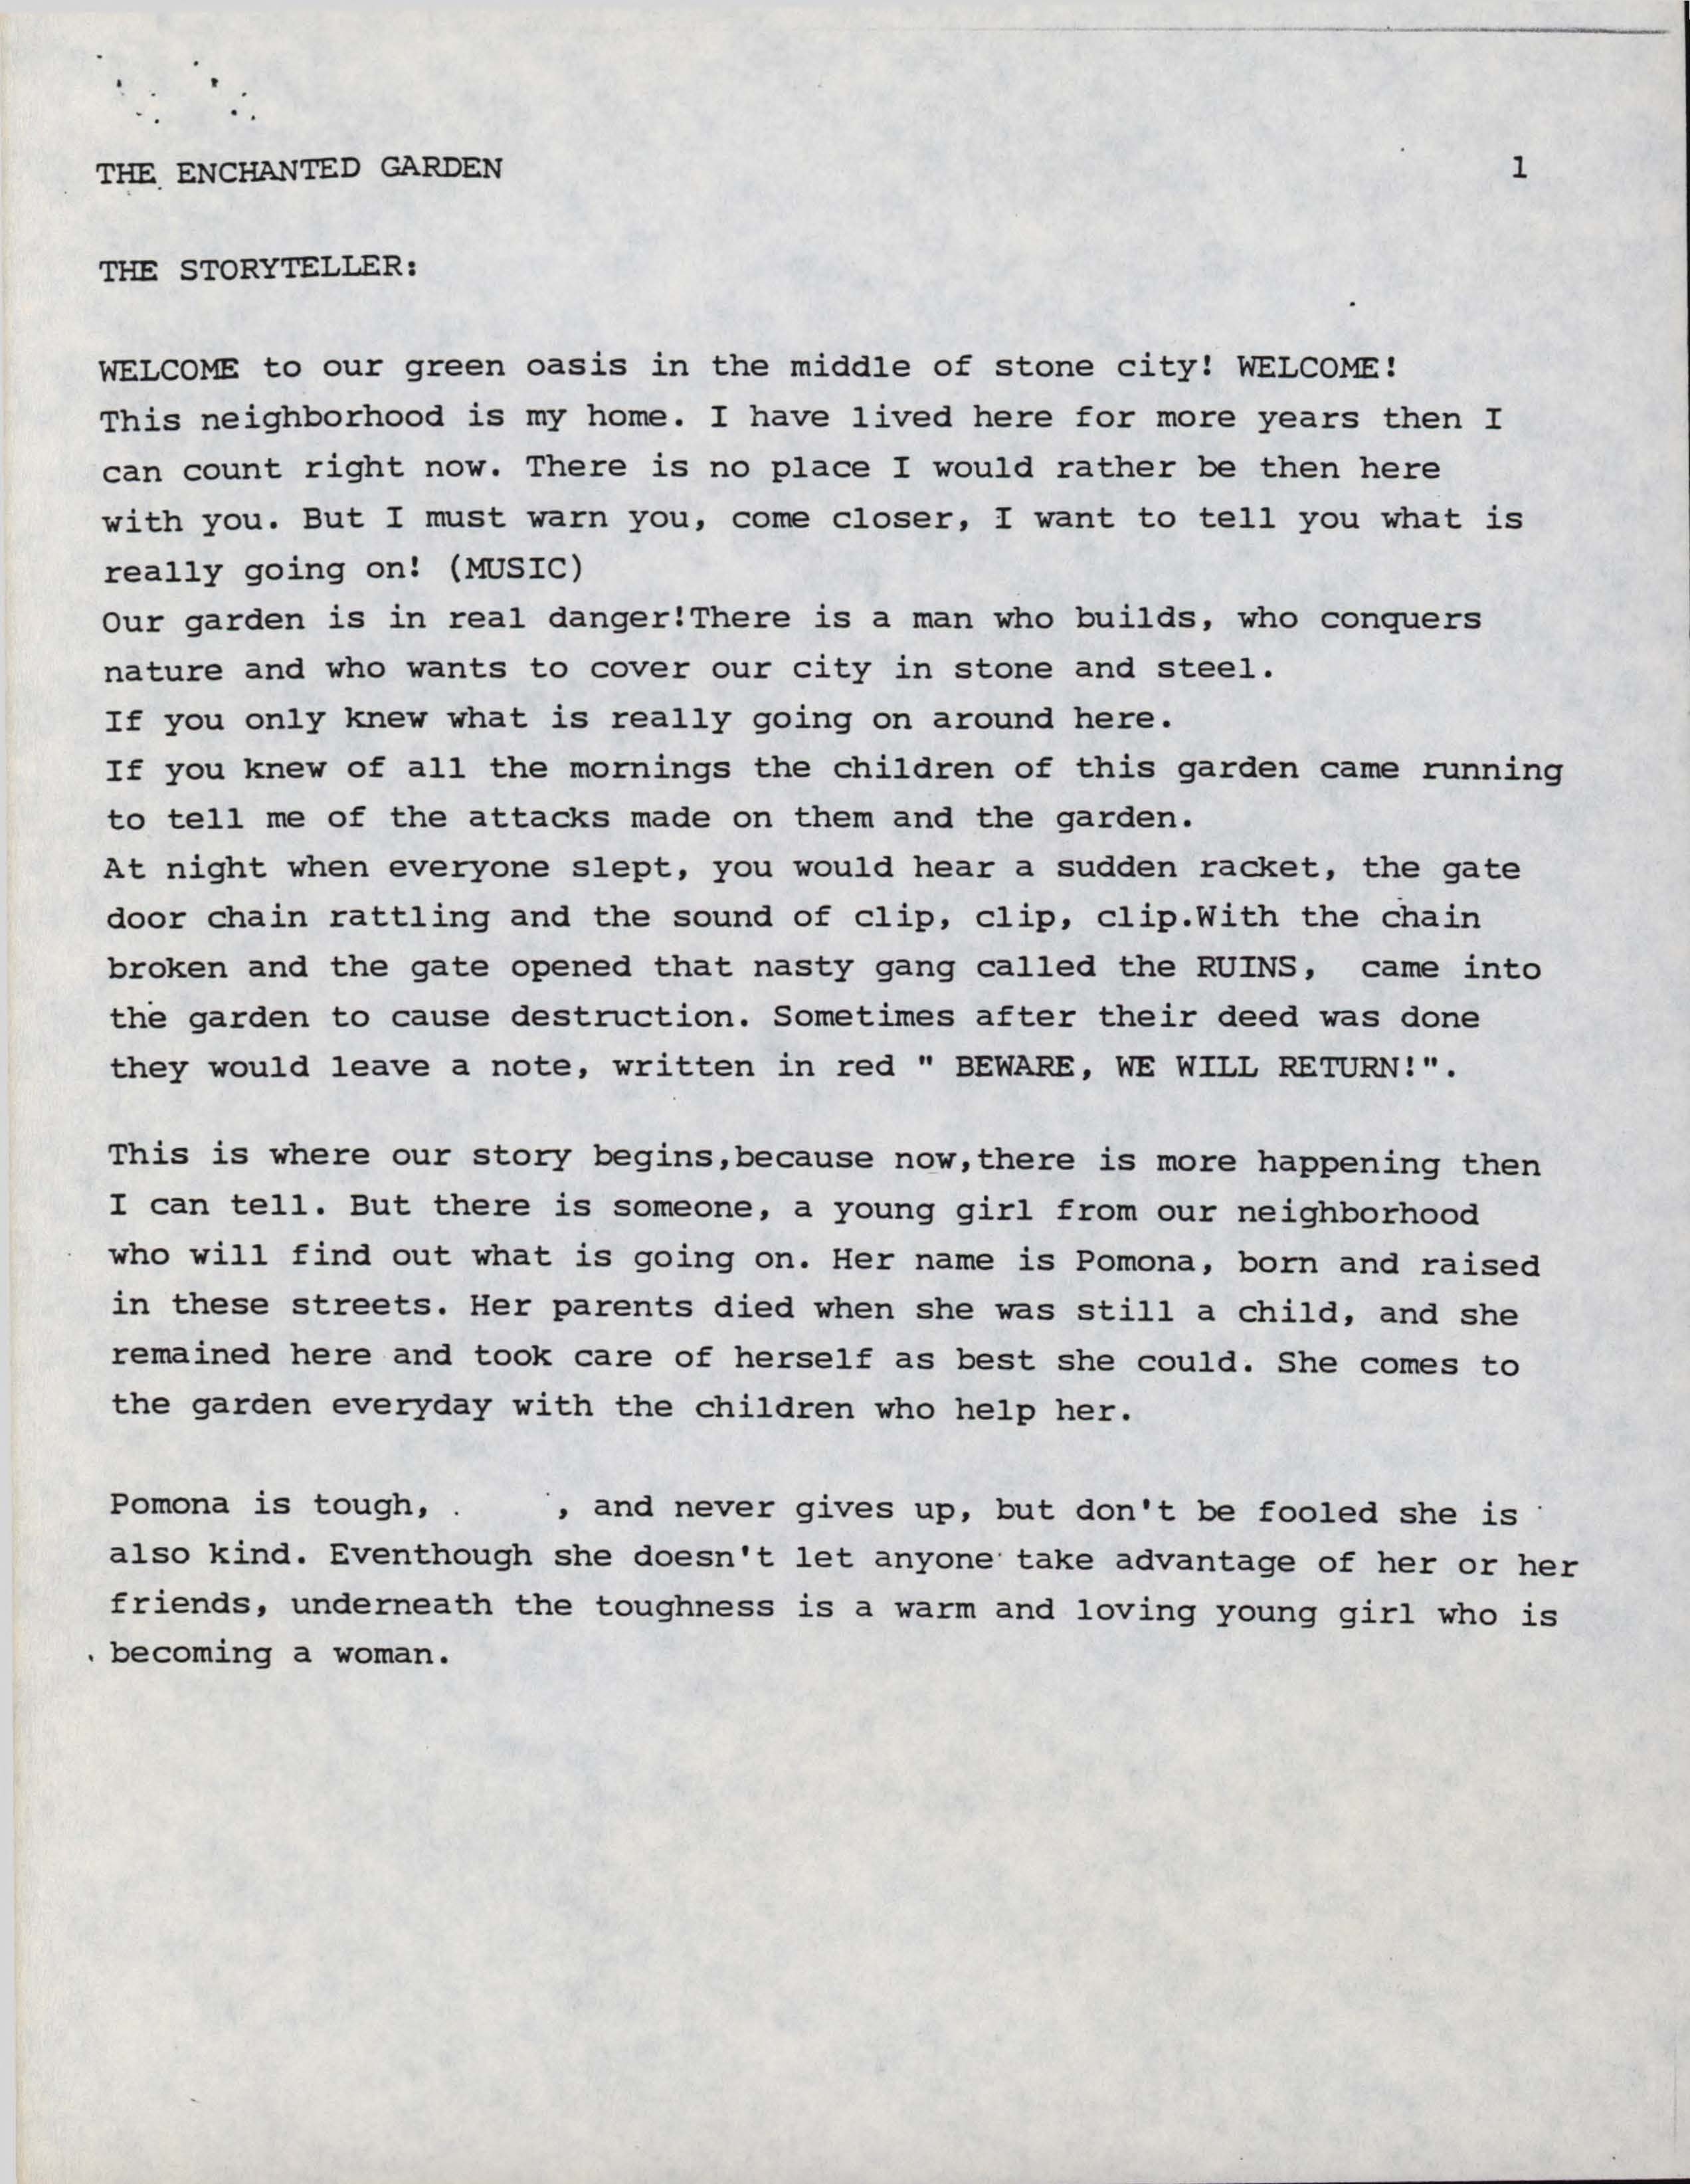 THE ENCHANTED GARDEN 1
THE STORYTELLER:
WELCOME to our green oasis in the middle of stone city! WELCOME!
This neighborhood is my home. I have lived here for more years then I
can count right now. There is no place I would rather be then here
with you. But I must warn you, come closer, I want to tell you what is
really going on! (MUSIC)
Our garden is in real danger!There is a man who builds, who conquers
nature and who wants to cover our city in stone and steel.
If you only knew what is really going on around here.
If you knew of all the mornings the children of this garden came running
to tell me of the attacks made on them and the garden.
At night when everyone slept, you would hear a sudden racket, the gate
door chain rattling and the sound of clip, clip, clip.With the chain
broken and the gate opened that nasty gang called the RUINS,  came into
the garden to cause destruction. Sometimes after their deed was done
they would leave a note, written in red " BEWARE, WE WILL RETURN!".
This is where our story begins,because now,there is more happening then
I can tell. But there is someone, a young girl from our neighborhood
who will find out what is going on. Her name is Pomona, born and raised
in these streets. Her parents died when she was still a child, and she
remained here and took care of herself as best she could. She comes to
the garden everyday with the children who help her.
Pomona is tough,      , and never gives up, but don't be fooled she is
also kind. Eventhough she doesn't let anyone take advantage of her or her
friends, underneath the toughness is a warm and loving young girl who is
becoming a woman.